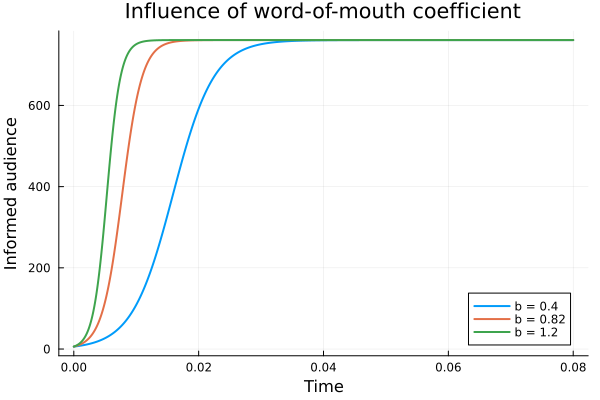 Influence of word-of-mouth coefficient
Informed audience
600
400
200
0
0.00
0.02
0.04
0.06
0.08
Time
b = 0.4
b = 0.82
b = 1.2